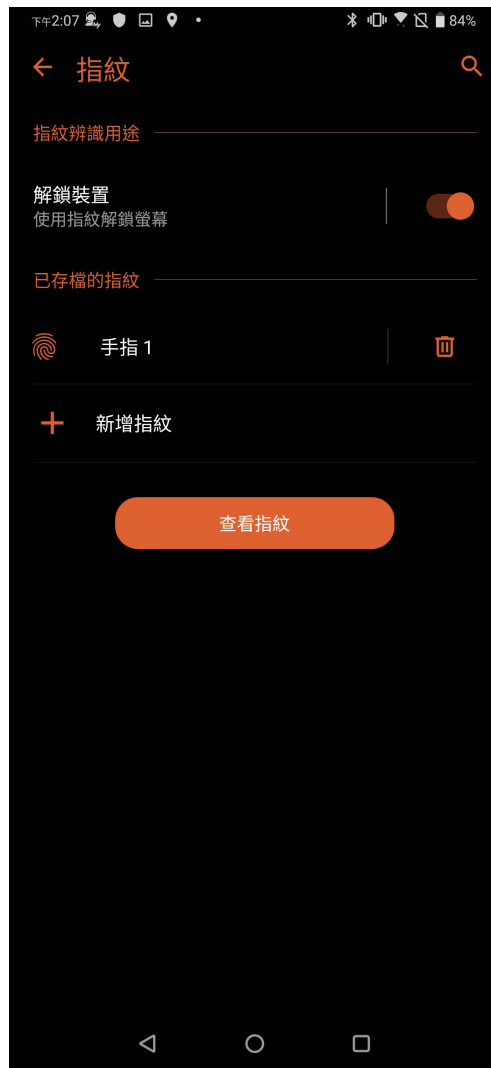 下午2:07 84%
指紋
指紋辨識用途
解鎖裝置
使用指紋解鎖螢幕
已存檔的指紋
手指 1
新增指紋
查看指紋